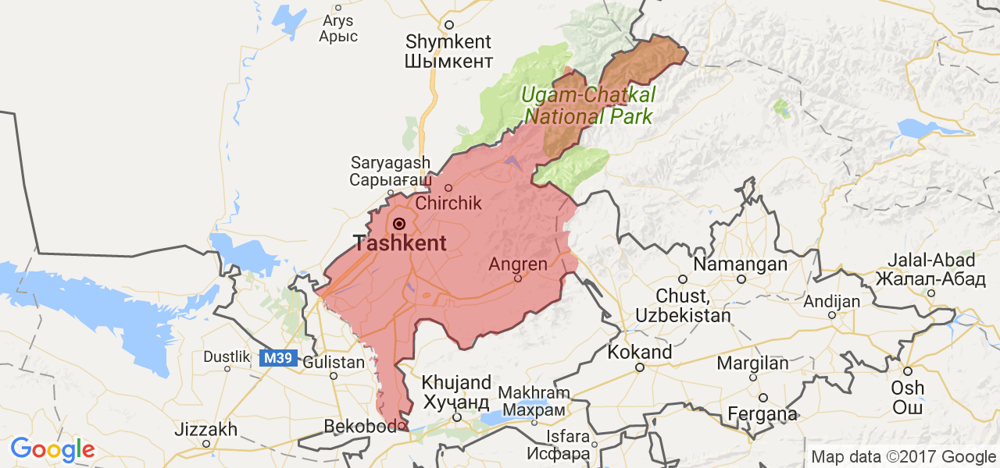 Arys
Арыс
Shymkent
Шымкент
Ugam-Chatkal
National Park
Saryagash
Сарыағаш
Chirchik
Tashkent
Angren
Namangan
Jalal-Abad
Жалал-Абад
Chust,
Uzbekistan
Andijan
Dustlik
M39
Gulistan
Kokand
Margilan
Osh
Ош
Khujand
Хуҷанд
Makhram
Махрам
Fergana
Jizzakh
Bekobod
Isfara
Исфара
Google
Map data ©2017 Google